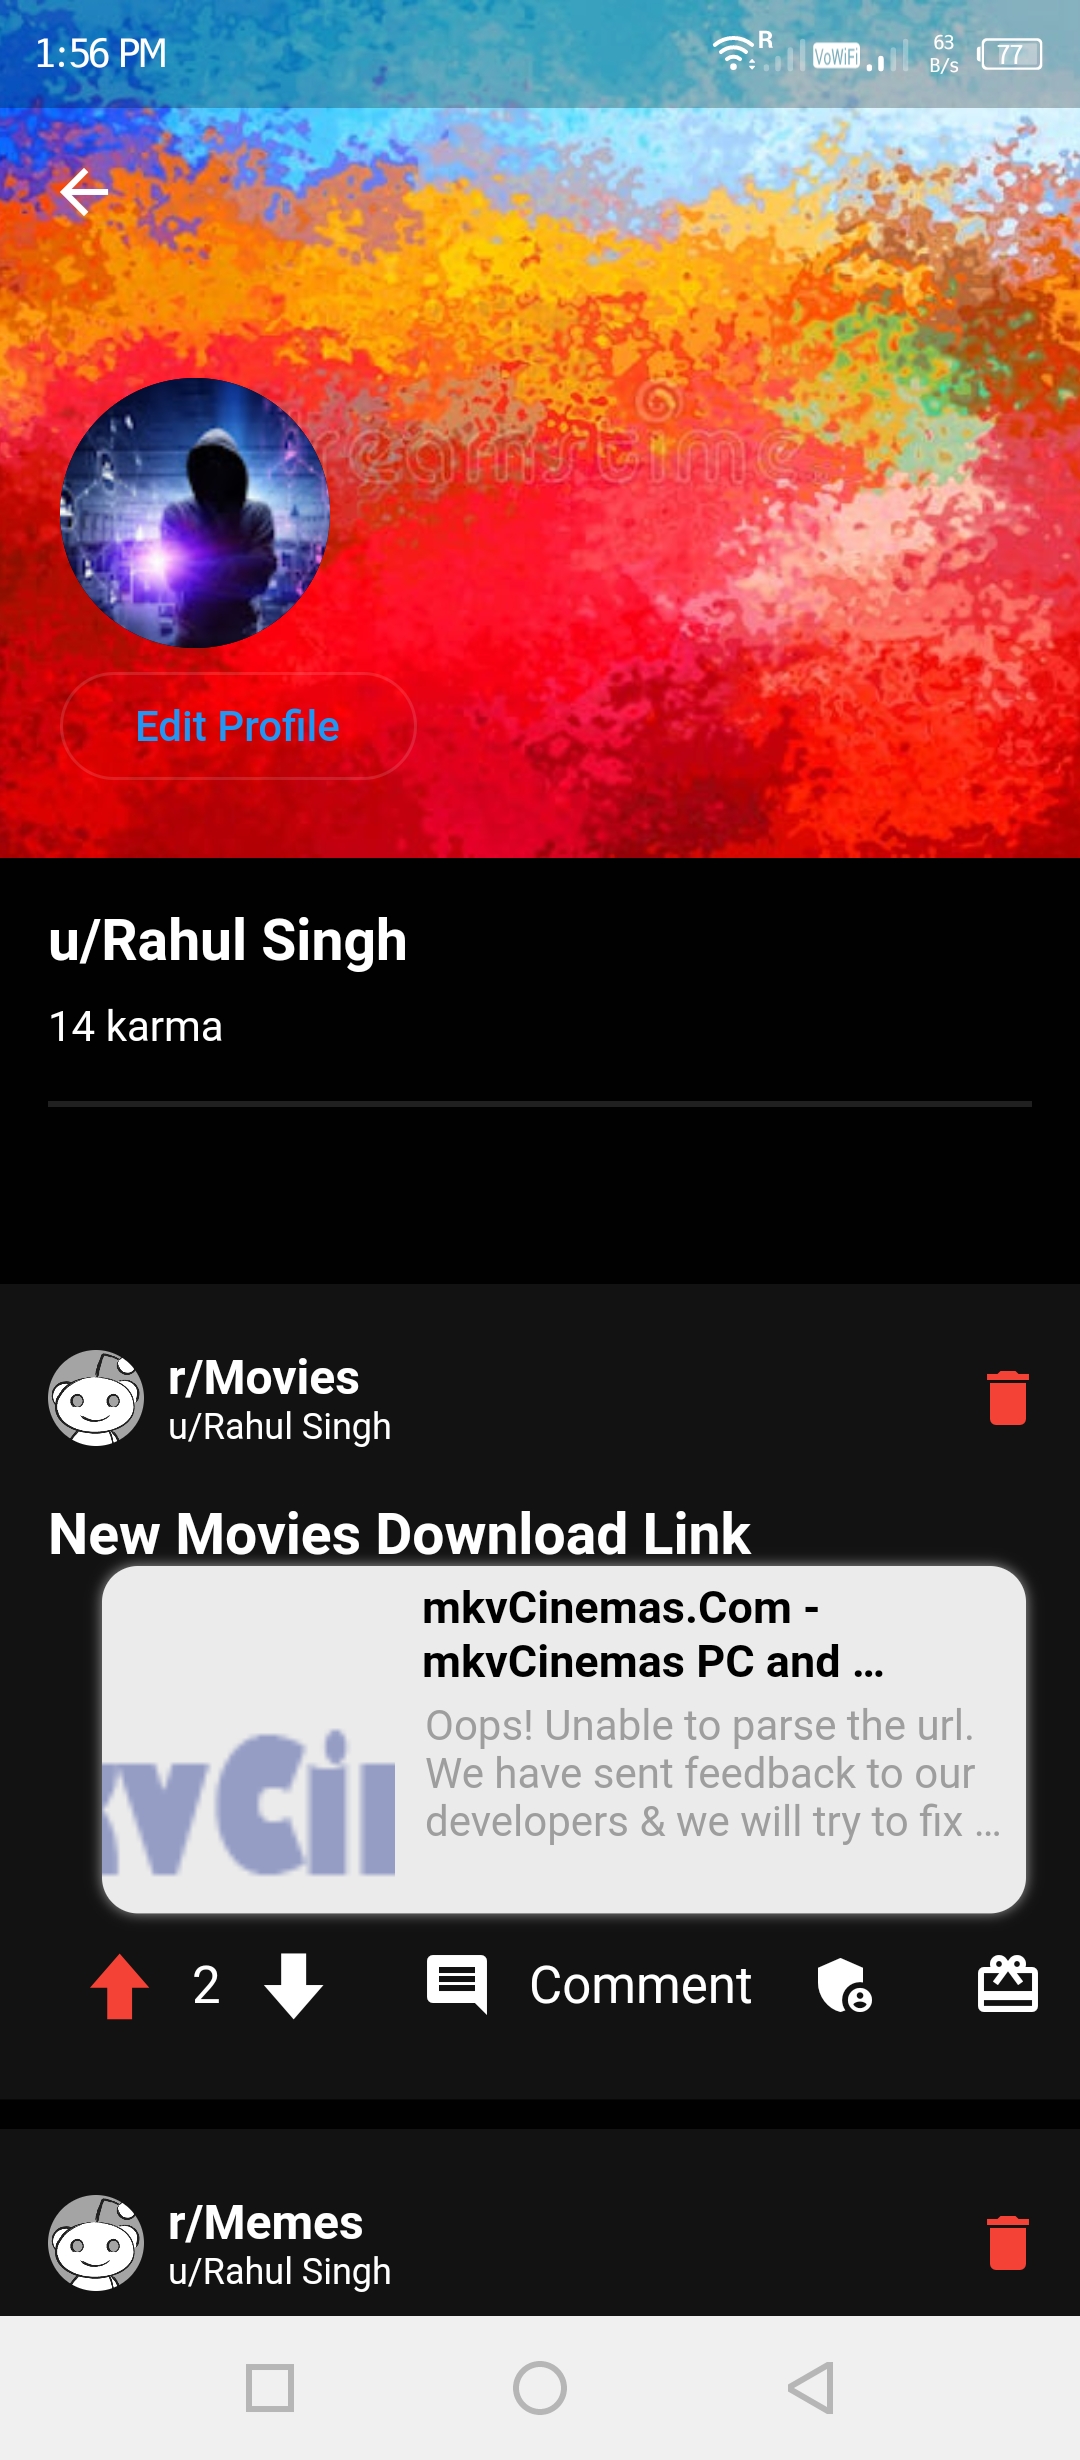 1:56 PM
R
VoWiFi
63
B/s
77
reamstime
Edit Profile
u/Rahul Singh
14 karma
r/Movies
u/Rahul Singh
New Movies Download Link
mkvCinemas.Com -
mkvCinemas PC and ...
Oops! Unable to parse the url.
We have sent feedback to our
developers & we will try to fix ...
kvCin
2
Comment
r/Memes
u/Rahul Singh